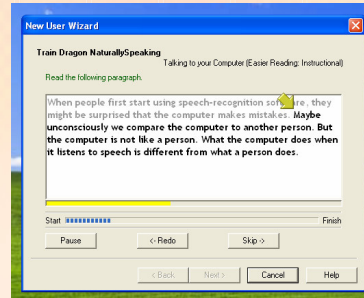 New User Wizard
Train Dragon NaturallySpeaking
Talking to your Computer (Easier Reading: Instructional)
Read the following paragraph.
When people first start using speech-recognition software, they
might be surprised that the computer makes mistakes. Maybe
unconsciously we compare the computer to another person. But
the computer is not like a person. What the computer does when
it listens to speech is different from what a person does.
Start Finish
Pause <- Redo Skip ->
< Back Next > Cancel Help